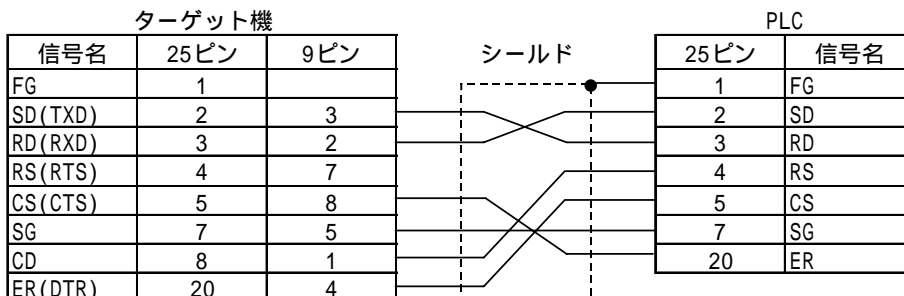 ターゲット機 PLC
信号名 25ピン 9ピン シールド 25ピン 信号名
FG 1 1 FG
SD(TXD) 2 3 2 SD
RD(RXD) 3 2 3 RD
RS(RTS) 4 7 4 RS
CS(CTS) 5 8 5 CS
SG 7 5 7 SG
CD 8 1 20 ER
ER(DTR) 20 4